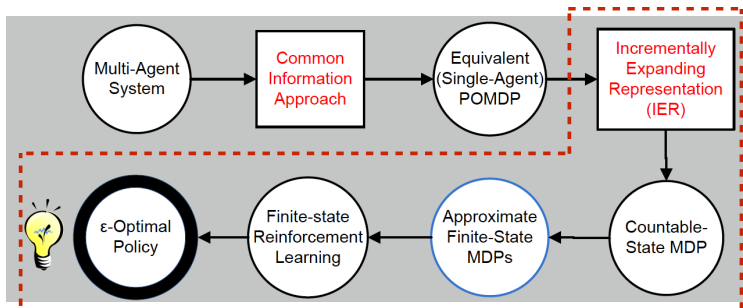 Multi-Agent
System
Common
Information
Approach
Equivalent
(Single-Agent)
POMDP
Incrementally
Expanding
Representation
(IER)
Countable-
State MDP
Approximate
Finite-State
MDPs
Finite-state
Reinforcement
Learning
ε-Optimal
Policy